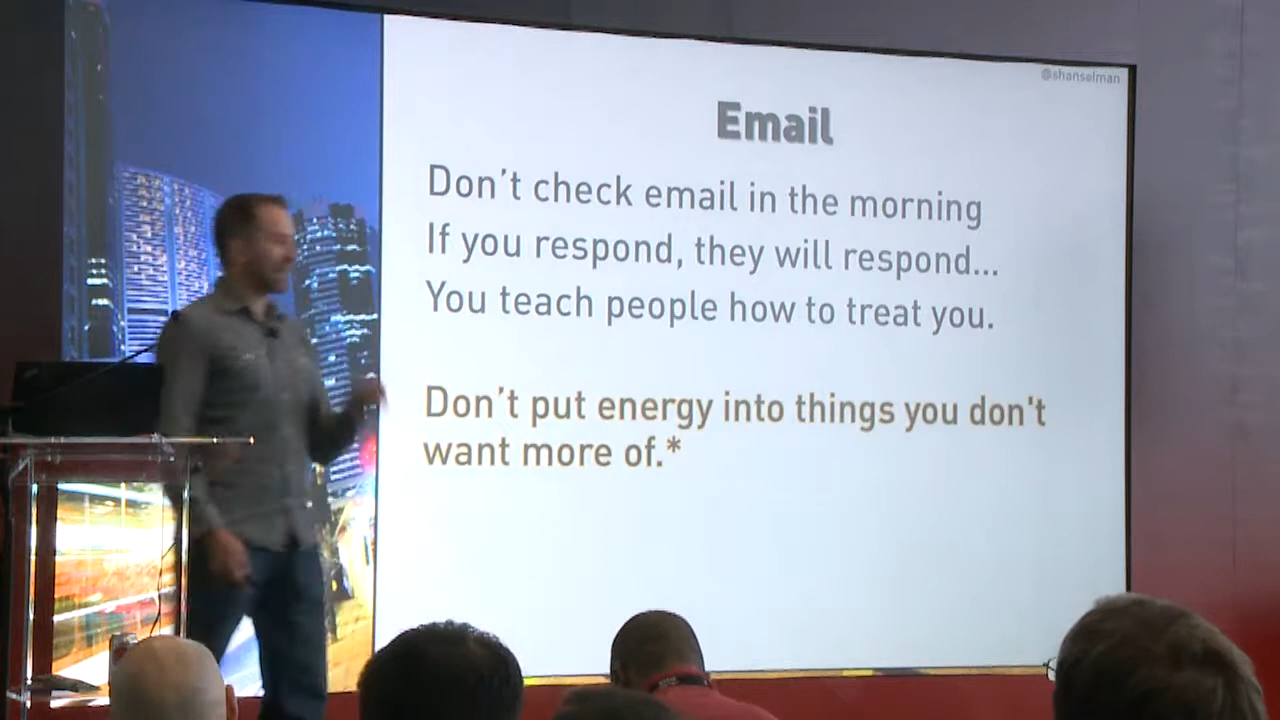 @shanselman
Email
Don't check email in the morning
If you respond, they will respond...
You teach people how to treat you.
Don't put energy into things you don't
want more of.*